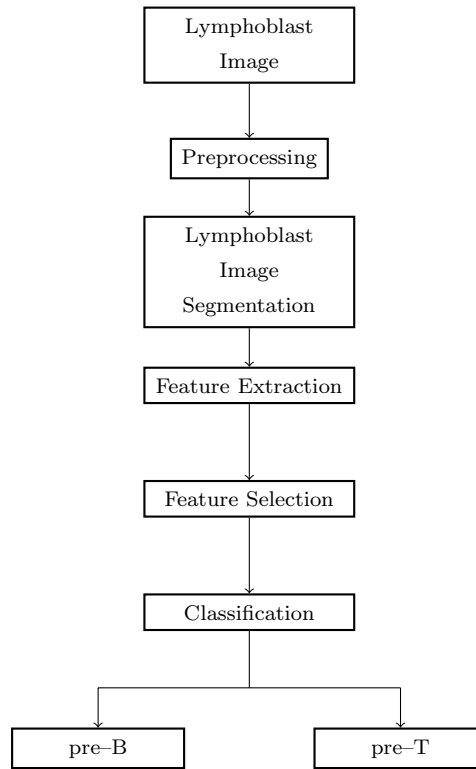 Lymphoblast
Image
Preprocessing
Lymphoblast
Image
Segmentation
Feature Extraction
Feature Selection
Classification
pre–B
pre–T